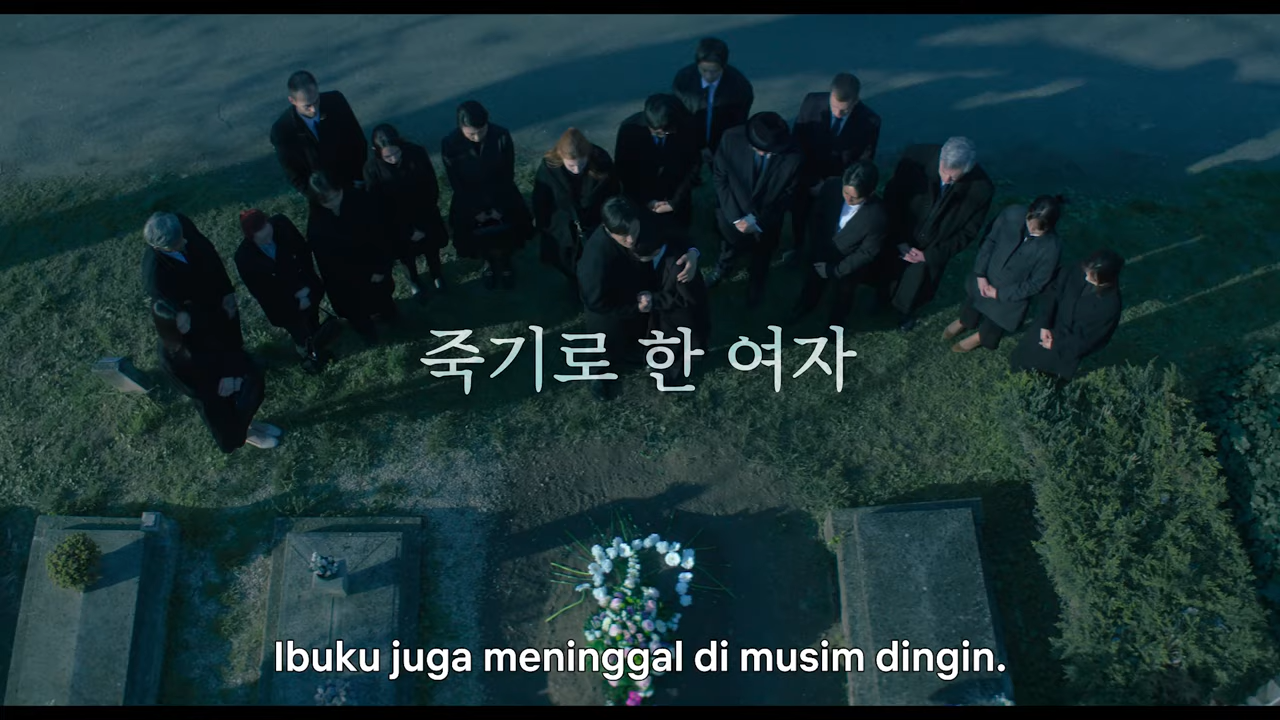 죽기로 한 여자
Ibuku juga meninggal di musim dingin.